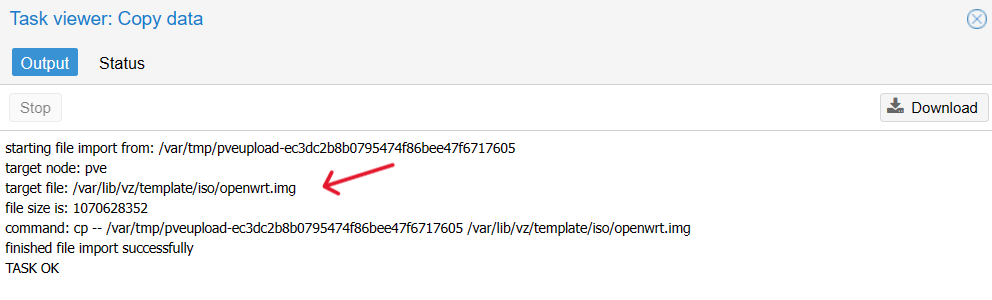 Task viewer: Copy data
Output
Status
Stop
Download
starting file import from: /var/tmp/pveupload-ec3dc2b8b0795474f86bee47f6717605
target node: pve
target file: /var/lib/vz/template/iso/openwrt.img
file size is: 1070628352
command: cp -- /var/tmp/pveupload-ec3dc2b8b0795474f86bee47f6717605 /var/lib/vz/template/iso/openwrt.img
finished file import successfully
TASK OK